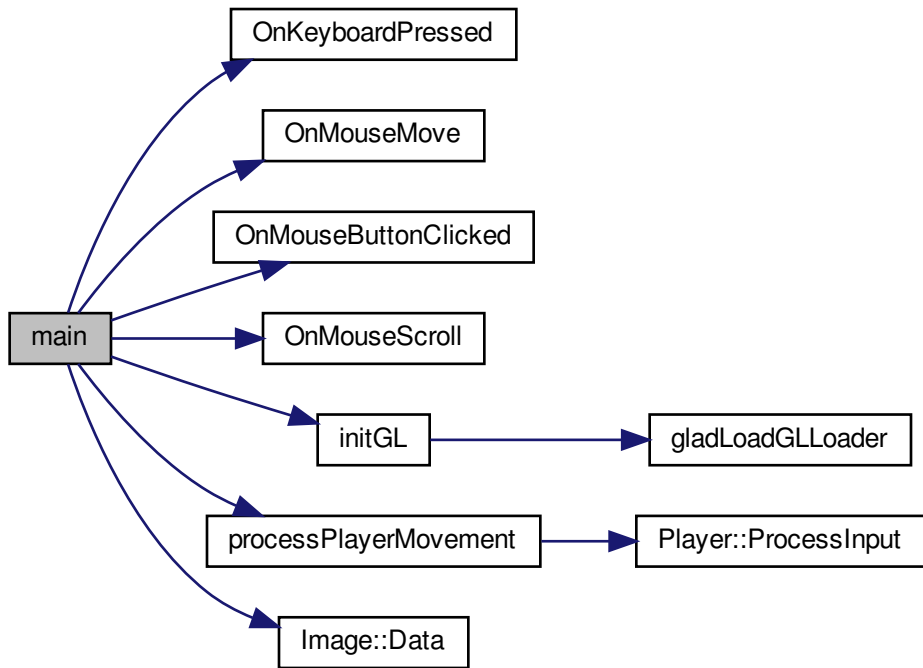 OnKeyboardPressed
OnMouseMove
OnMouseButtonClicked
main
OnMouseScroll
initGL
gladLoadGLLoader
processPlayerMovement
Player::ProcessInput
Image::Data